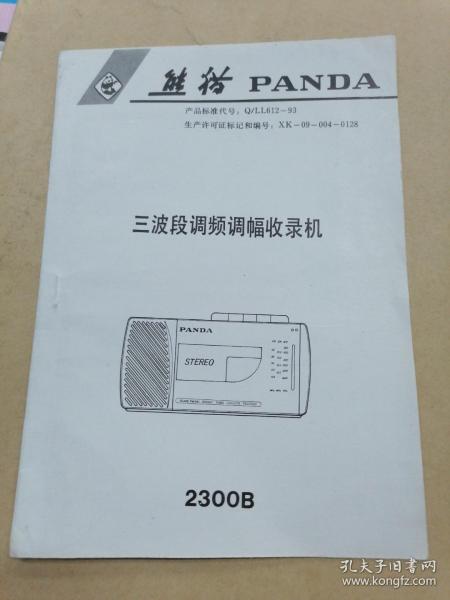 熊猫 PANDA
产品标准代号：Q/LL612-93
生产许可证标记和编号：XK-09-004-0128
三波段调频调幅收录机
PANDA
STEREO
2300B
孔夫子旧书网
www.kongfz.com